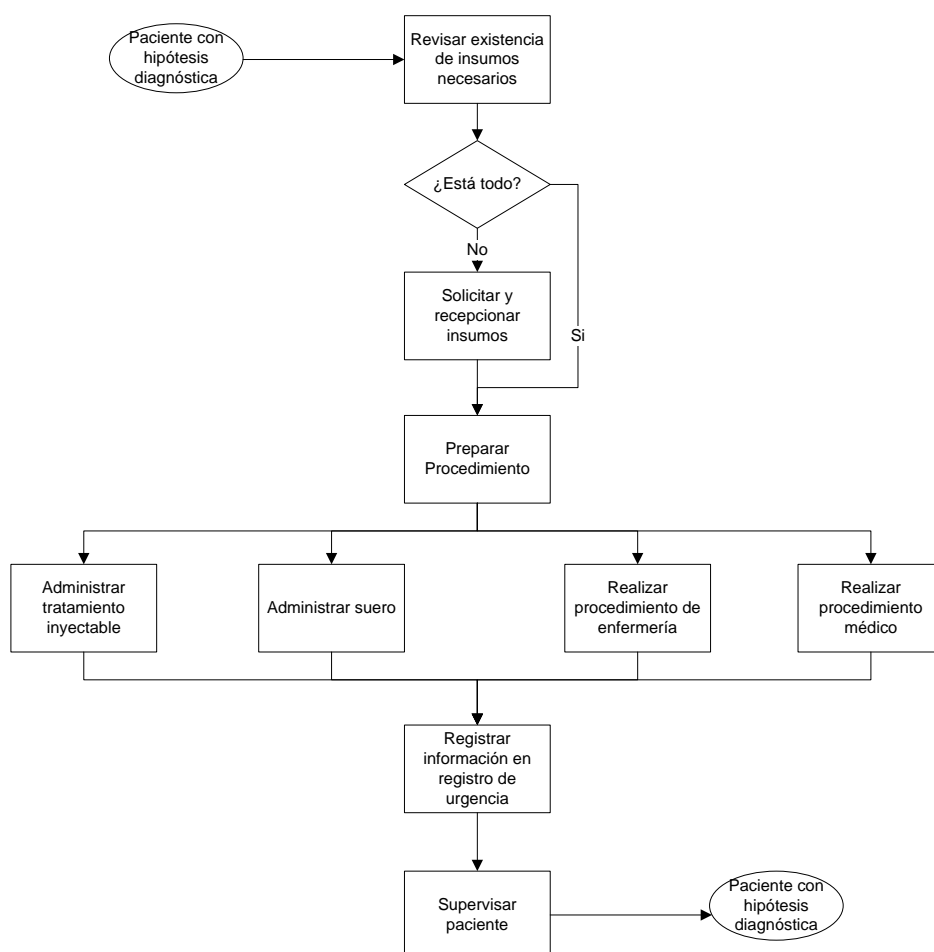 Paciente con
hipótesis
diagnóstica
Revisar existencia
de insumos
necesarios
¿Está todo?
No
Si
Solicitar y
recepcionar
insumos
Preparar
Procedimiento
Administrar
tratamiento
inyectable
Administrar suero
Realizar
procedimiento de
enfermería
Realizar
procedimiento
médico
Registrar
información en
registro de
urgencia
Supervisar
paciente
Paciente con
hipótesis
diagnóstica